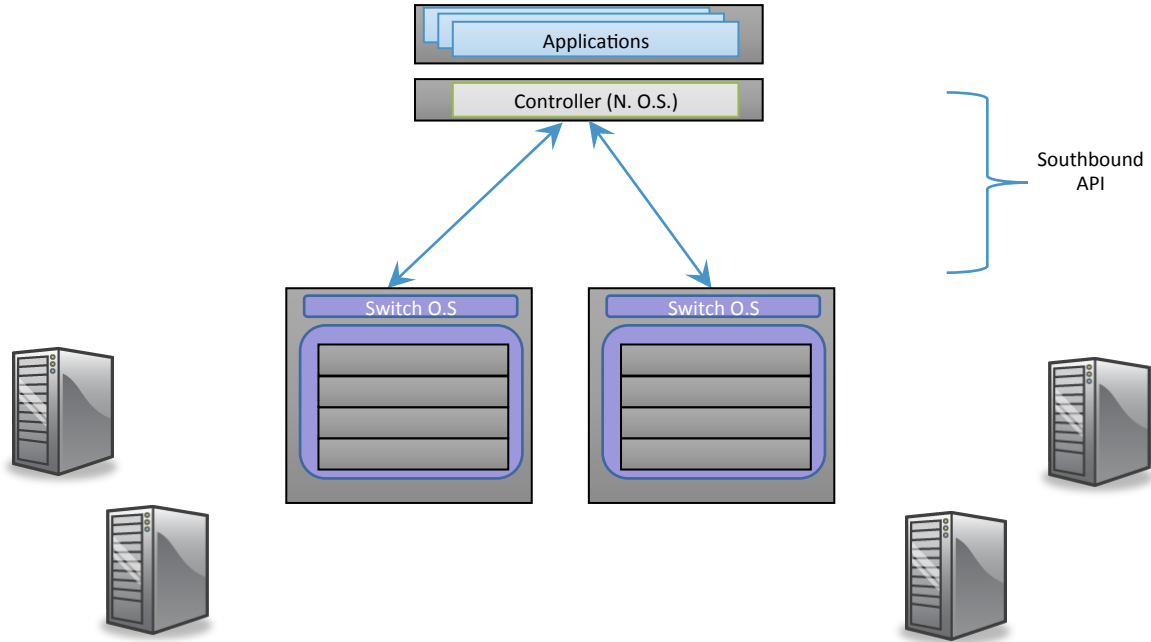 Applications
Controller (N. O.S.)
Southbound
API
Switch O.S
Switch O.S